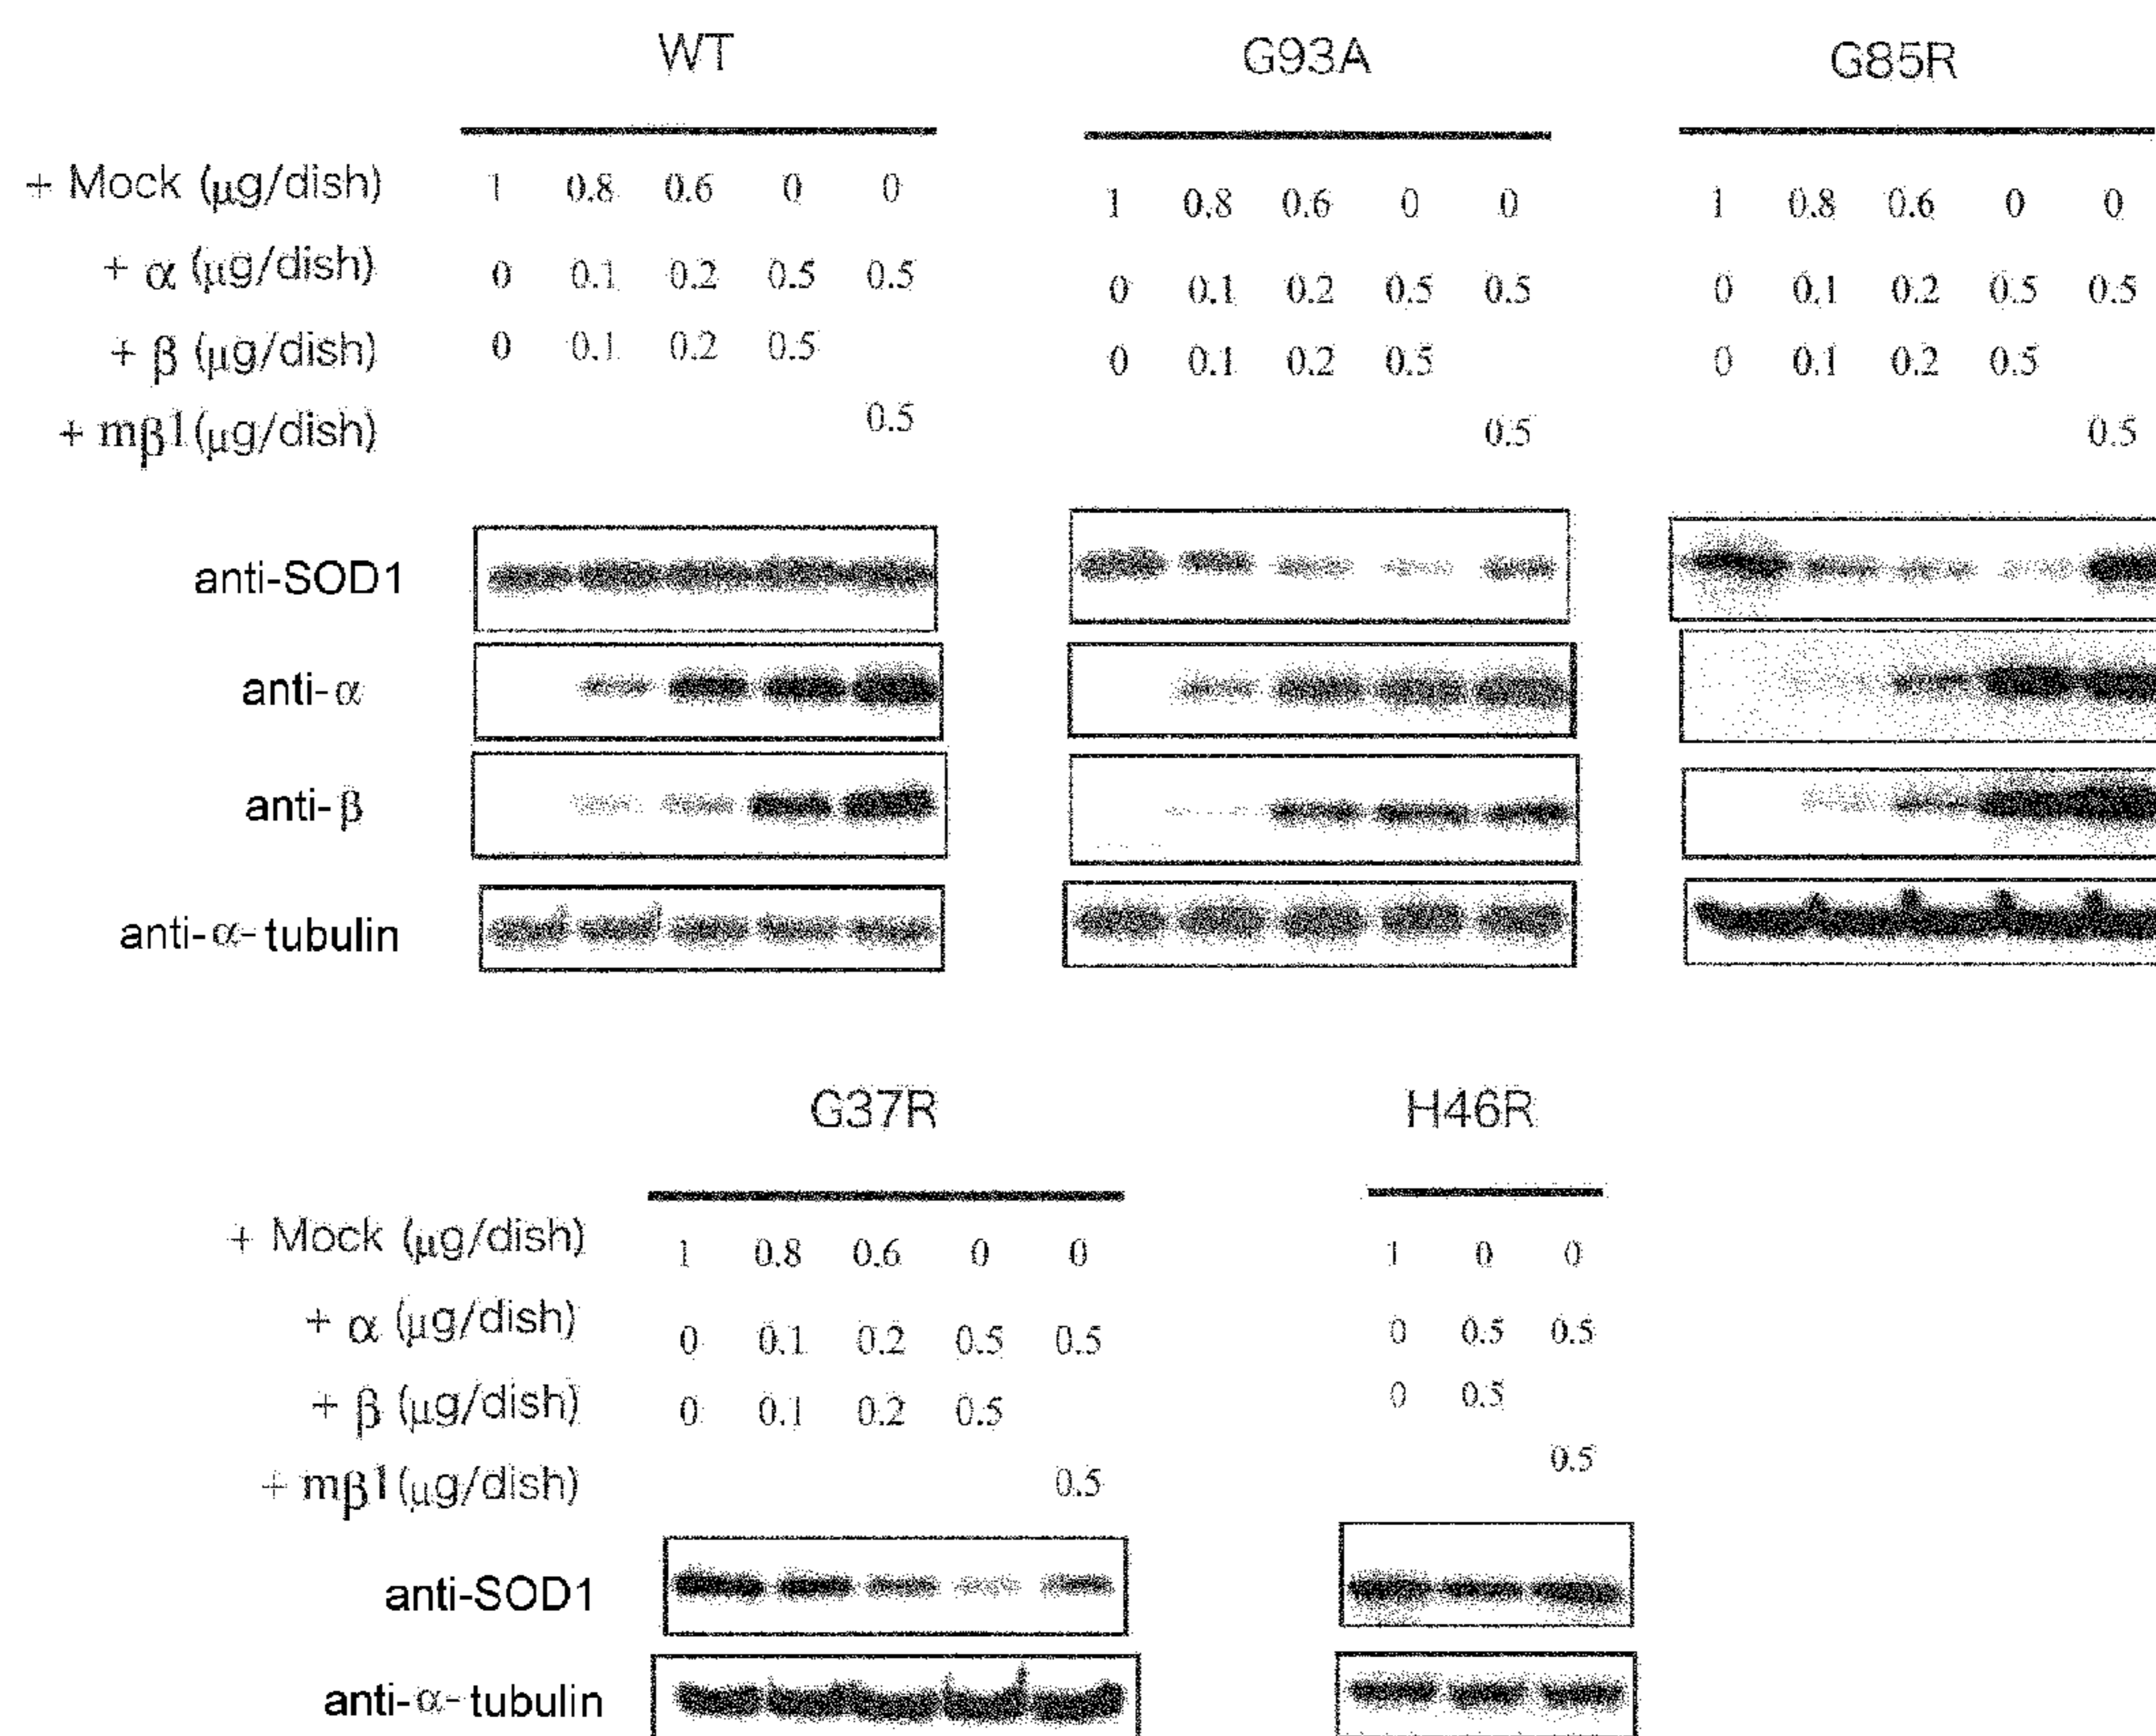 WT G93A G85R
+ Mock (μg/dish) 1 0.8 0.6 0 0 1 0.8 0.6 0 0 1 0.8 0.6 0 0
+ α (μg/dish) 0 0.1 0.2 0.5 0.5 0 0.1 0.2 0.5 0.5 0 0.1 0.2 0.5 0.5
+ β (μg/dish) 0 0.1 0.2 0.5 0 0.1 0.2 0.5 0 0.1 0.2 0.5
+ mβ1(μg/dish) 0.5 0.5 0.5
anti-SOD1
anti-α
anti-β
anti-α-tubulin
G37R H46R
+ Mock (μg/dish) 1 0.8 0.6 0 0 1 0 0
+ α (μg/dish) 0 0.1 0.2 0.5 0.5 0 0.5 0.5
+ β (μg/dish) 0 0.1 0.2 0.5 0 0.5
+ mβ1(μg/dish) 0.5 0.5
anti-SOD1
anti-α-tubulin